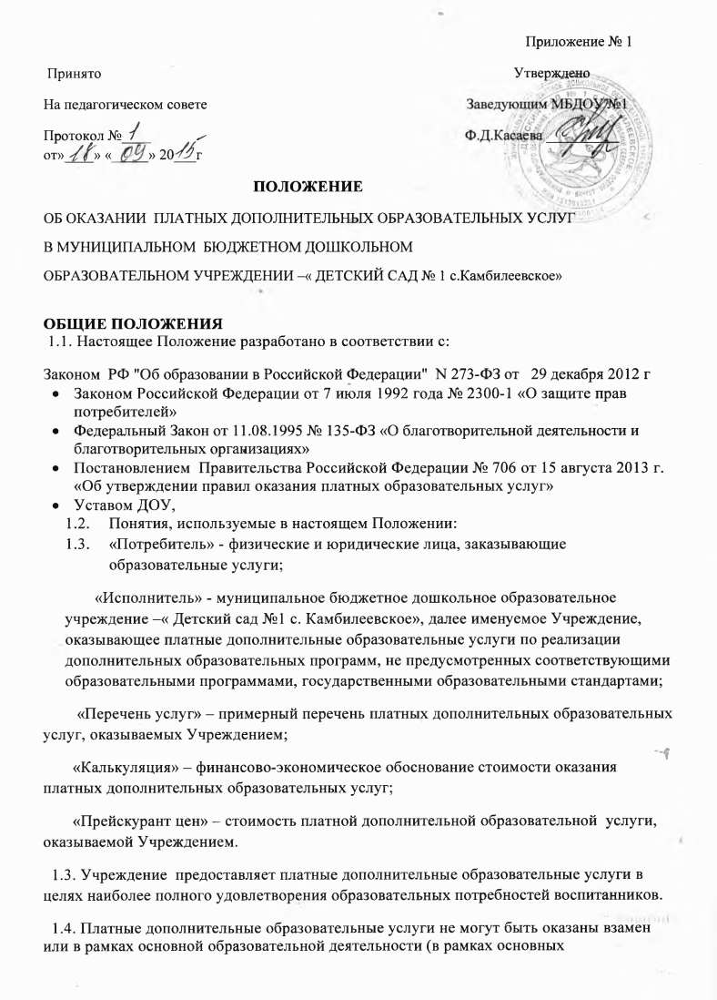 Приложение № 1
Принято Утверждено
На педагогическом совете Заведующим МБДОУ №1
Протокол № 1 Ф.Д.Касаева
от» 18 » « 09 » 2015 г
ПОЛОЖЕНИЕ
ОБ ОКАЗАНИИ ПЛАТНЫХ ДОПОЛНИТЕЛЬНЫХ ОБРАЗОВАТЕЛЬНЫХ УСЛУГ
В МУНИЦИПАЛЬНОМ БЮДЖЕТНОМ ДОШКОЛЬНОМ
ОБРАЗОВАТЕЛЬНОМ УЧРЕЖДЕНИИ –« ДЕТСКИЙ САД № 1 с.Камбилеевское»
ОБЩИЕ ПОЛОЖЕНИЯ
1.1. Настоящее Положение разработано в соответствии с:
Законом РФ "Об образовании в Российской Федерации" N 273-ФЗ от 29 декабря 2012 г
• Законом Российской Федерации от 7 июля 1992 года № 2300-1 «О защите прав
потребителей»
• Федеральный Закон от 11.08.1995 № 135-ФЗ «О благотворительной деятельности и
благотворительных организациях»
• Постановлением Правительства Российской Федерации № 706 от 15 августа 2013 г.
«Об утверждении правил оказания платных образовательных услуг»
• Уставом ДОУ,
1.2. Понятия, используемые в настоящем Положении:
1.3. «Потребитель» - физические и юридические лица, заказывающие
образовательные услуги;
«Исполнитель» - муниципальное бюджетное дошкольное образовательное
учреждение –« Детский сад №1 с. Камбилеевское», далее именуемое Учреждение,
оказывающее платные дополнительные образовательные услуги по реализации
дополнительных образовательных программ, не предусмотренных соответствующими
образовательными программами, государственными образовательными стандартами;
«Перечень услуг» – примерный перечень платных дополнительных образовательных
услуг, оказываемых Учреждением;
«Калькуляция» – финансово-экономическое обоснование стоимости оказания
платных дополнительных образовательных услуг;
«Прейскурант цен» – стоимость платной дополнительной образовательной услуги,
оказываемой Учреждением.
1.3. Учреждение предоставляет платные дополнительные образовательные услуги в
целях наиболее полного удовлетворения образовательных потребностей воспитанников.
1.4. Платные дополнительные образовательные услуги не могут быть оказаны взамен
или в рамках основной образовательной деятельности (в рамках основных